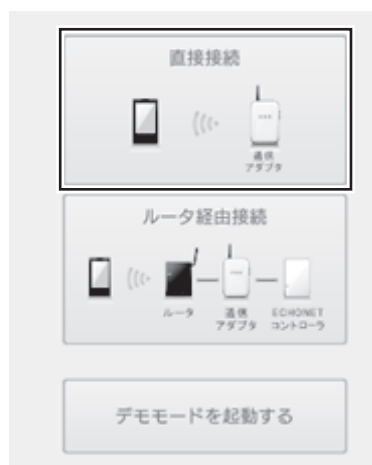 直接接続
通信
アダプタ
ルータ経由接続
ルータ
通信
アダプタ
ECHONET
コントローラ
デモモードを起動する